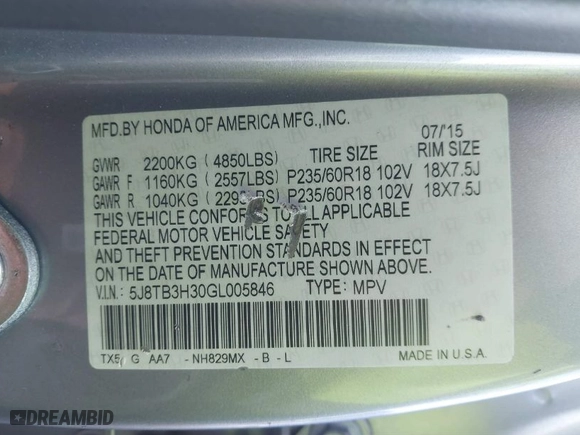 MFD.BY HONDA OF AMERICA MFG.,INC. 07/15
GVWR 2200KG (4850LBS) TIRE SIZE RIM SIZE
GAWR F 1160KG (2557LBS) P235/60R18 102V 18X7.5J
GAWR R 1040KG P235/60R18 102V 18X7.5J
THIS VEHICLE CONFORMS TO ALL APPLICABLE
FEDERAL MOTOR VEHICLE SAFETY
AND THEFT PREVENTION STANDARDS IN EFFECT
ON THE DATE OF MANUFACTURE SHOWN ABOVE.
V.I.N.: 5J8TB3H30GL005846 TYPE: MPV
G AA7 - NH829MX - B - L
MADE IN U.S.A.
DREAMBID